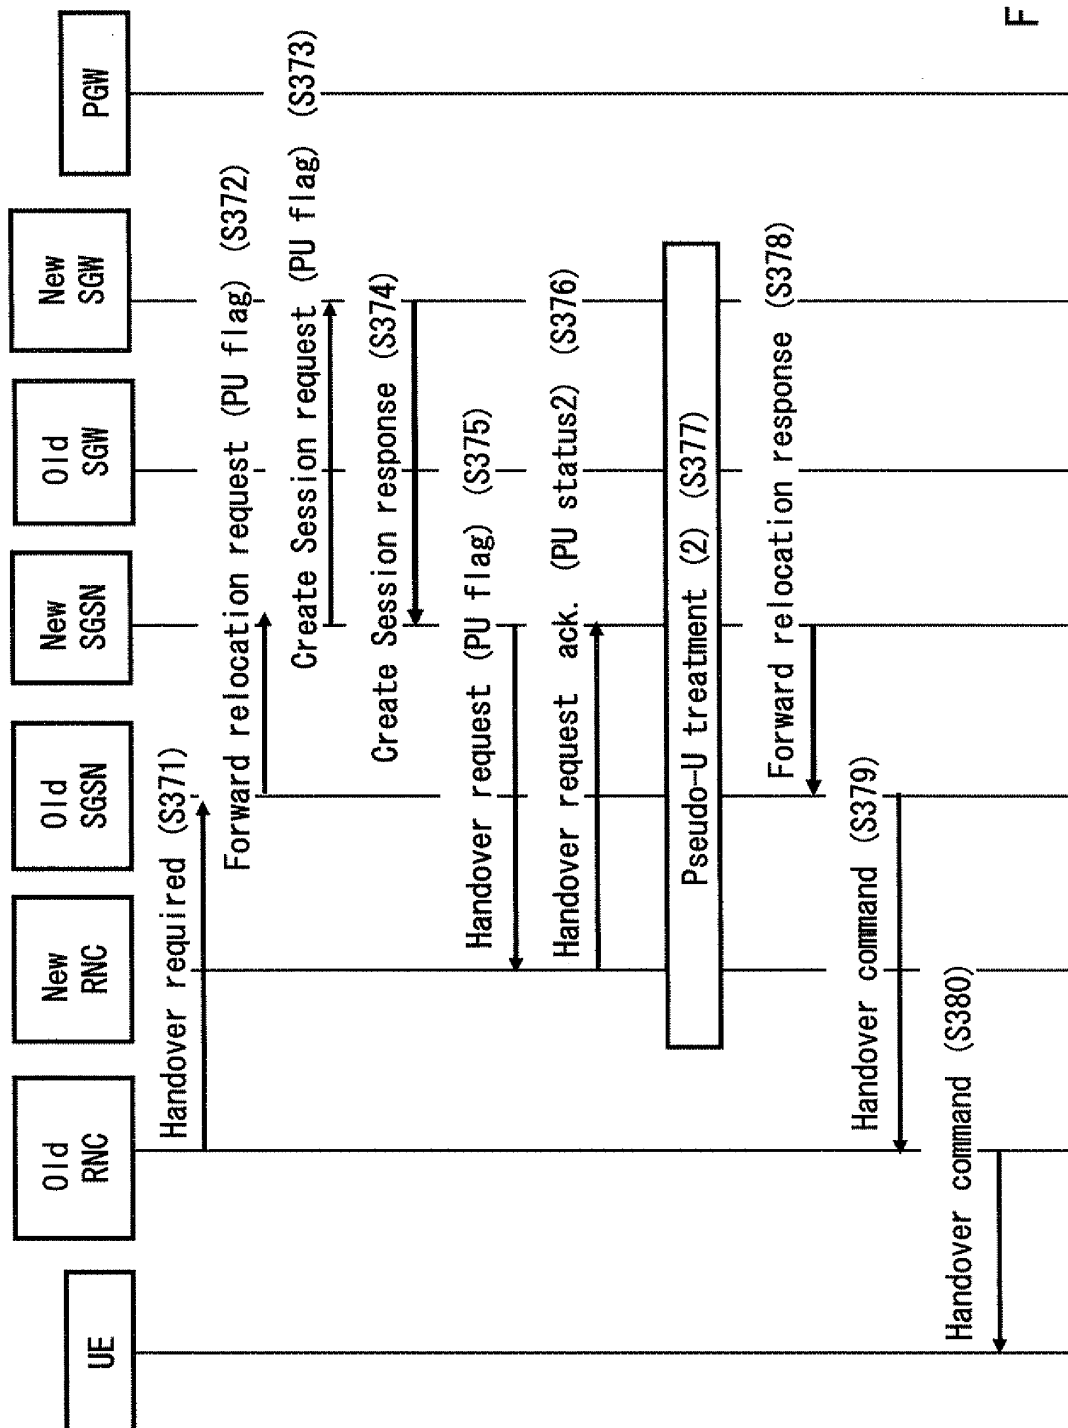 UE
Old
RNC
New
RNC
Old
SGSN
New
SGSN
Old
SGW
New
SGW
PGW
Handover required (S371)
Forward relocation request (PU flag) (S372)
Create Session request (PU flag) (S373)
Create Session response (S374)
Handover request (PU flag) (S375)
Handover request ack. (PU status2) (S376)
Pseudo-U treatment (2) (S377)
Forward relocation response (S378)
Handover command (S379)
Handover command (S380)
F